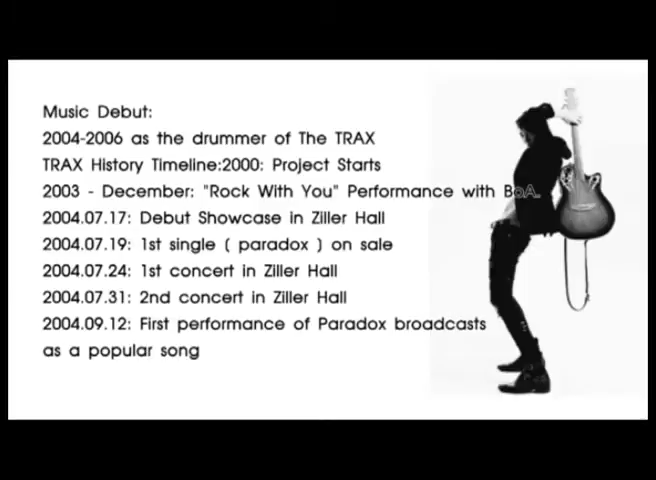 Music Debut:
2004-2006 as the drummer of The TRAX
TRAX History Timeline:2000: Project Starts
2003 - December: "Rock With You" Performance with BoA.
2004.07.17: Debut Showcase in Ziller Hall
2004.07.19: 1st single ( paradox ) on sale
2004.07.24: 1st concert in Ziller Hall
2004.07.31: 2nd concert in Ziller Hall
2004.09.12: First performance of Paradox broadcasts
as a popular song